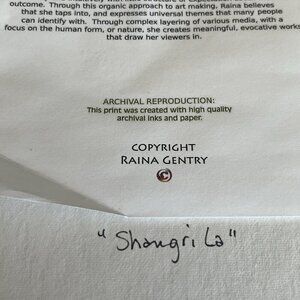 outcome. Through this organic approach to art making, Raina believes
that she taps into, and expresses universal themes that many people
can identify with. Through complex layering of various media, with a
focus on the human form, or nature, she creates meaningful, evocative works
that draw her viewers in.
ARCHIVAL REPRODUCTION:
This print was created with high quality
archival inks and paper.
COPYRIGHT
RAINA GENTRY
©
"Shangri La"